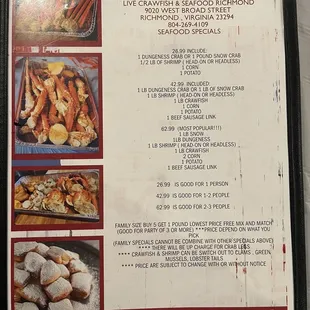 LIVE CRAWFISH & SEAFOOD RICHMOND
9020 WEST BROAD STREET
RICHMOND , VIRGINIA 23294
804-269-4109
SEAFOOD SPECIALS
26.99 INCLUDE:
1 DUNGENESS CRAB OR 1 POUND SNOW CRAB
1/2 LB OF SHRIMP ( HEAD-ON OR HEADLESS)
1 CORN
1 POTATO
42.99 INCLUDE:
1 LB DUNGENESS CRAB OR 1 LB OF SNOW CRAB
1 LB SHRIMP ( HEAD-ON OR HEADLESS)
1 LB CRAWFISH
1 CORN
1 POTATO
1 BEEF SAUSAGE LINK
62.99 (MOST POPULAR!!!)
1 LB SNOW
1LB DUNGENESS
1 LB SHRIMP ( HEAD-ON OR HEADLESS)
1 LB CRAWFISH
2 CORN
1 POTATO
1 BEEF SAUSAGE LINK
26.99 IS GOOD FOR 1 PERSON
42.99 IS GOOD FOR 1-2 PEOPLE
62.99 IS GOOD FOR 2-3 PEOPLE
FAMILY SIZE BUY 5 GET 1 POUND LOWEST PRICE FREE MIX AND MATCH
(GOOD FOR PARTY OF 3 OR MORE) ***PRICE DEPEND ON WHAT YOU
PICK
(FAMILY SPECIALS CANNOT BE COMBINE WITH OTHER SPECIALS ABOVE)
**** THERE WILL BE UP CHARGE FOR CRAB LEGS
**** CRAWFISH & SHRIMP CAN BE SWITCH OUT TO CLAMS , GREEN
MUSSELS, LOBSTER TAILS
**** PRICE ARE SUBJECT TO CHANGE WITH OR WITHOUT NOTICE